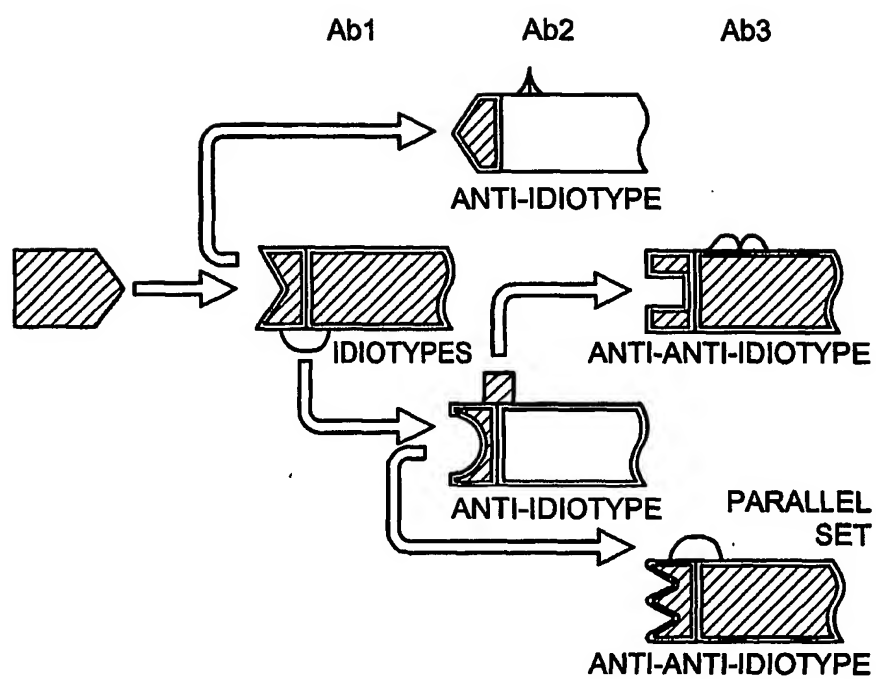 Ab1 Ab2 Ab3
ANTI-IDIOTYPE
IDIOTYPES
ANTI-ANTI-IDIOTYPE
ANTI-IDIOTYPE
PARALLEL
SET
ANTI-ANTI-IDIOTYPE